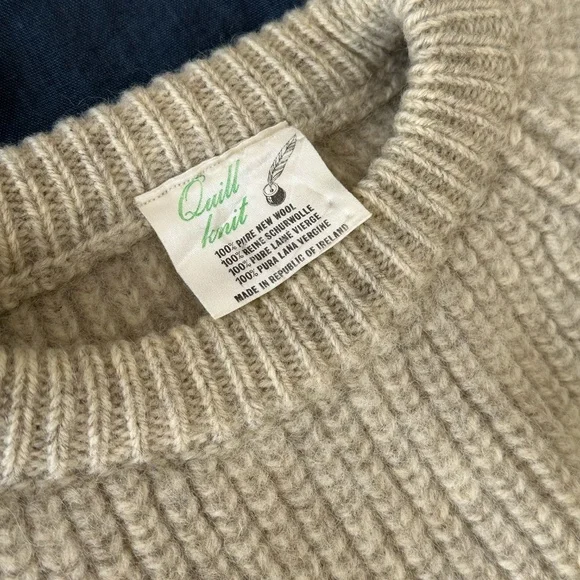 Quill
knit
100% PURE NEW WOOL
100% REINE SCHURWOLLE
100% PURE LAINE VIERGE
100% PURA LANA VERGINE
MADE IN REPUBLIC OF IRELAND